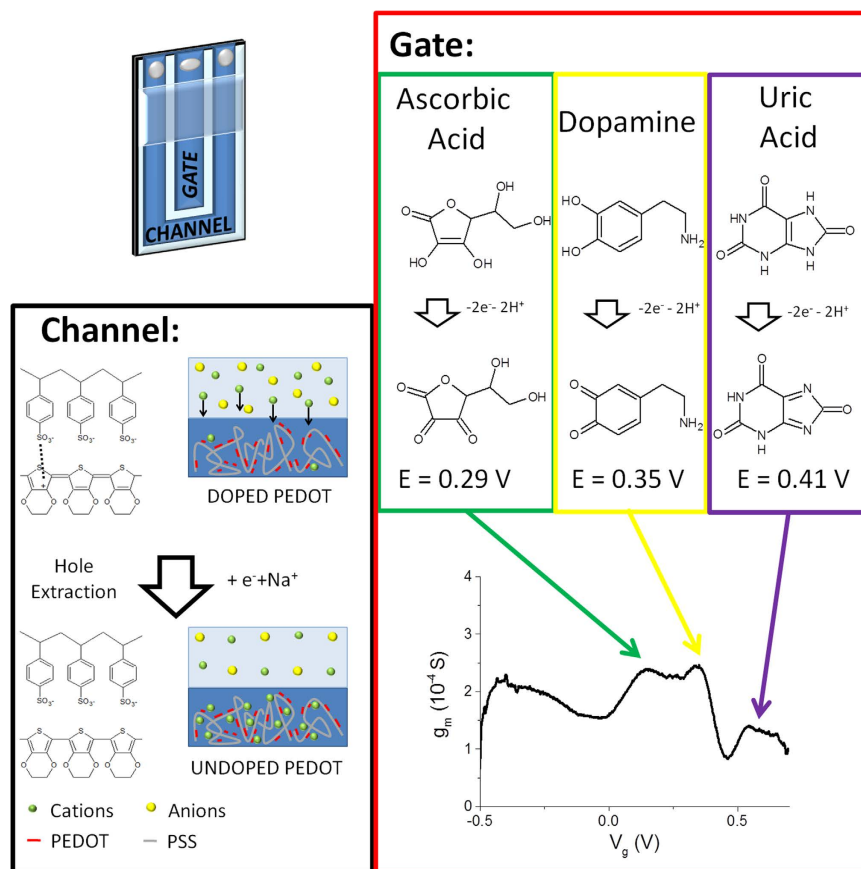 GATE
CHANNEL
Gate:
Ascorbic
Acid
OH
O
O
OH
HO
OH
-2e⁻- 2H⁺
OH
O
O
OH
O
O
E = 0.29 V
Dopamine
HO
HO
NH₂
-2e⁻- 2H⁺
O
O
NH₂
E = 0.35 V
Uric
Acid
O
H
HN
N
O
O
N
N
H
H
-2e⁻- 2H⁺
O
HN
N
O
O
N
N
H
E = 0.41 V
Channel:
SO₃⁻ SO₃⁻ SO₃⁻
S S S
+
O O O O O O
DOPED PEDOT
Hole
Extraction
+ e⁻+Na⁺
SO₃⁻ SO₃⁻ SO₃⁻
S S S
O O O O O O
UNDOPED PEDOT
Cations
Anions
PEDOT
PSS
4
3
2
1
0
gₘ (10⁻⁴ S)
-0.5 0.0 0.5
V_g (V)